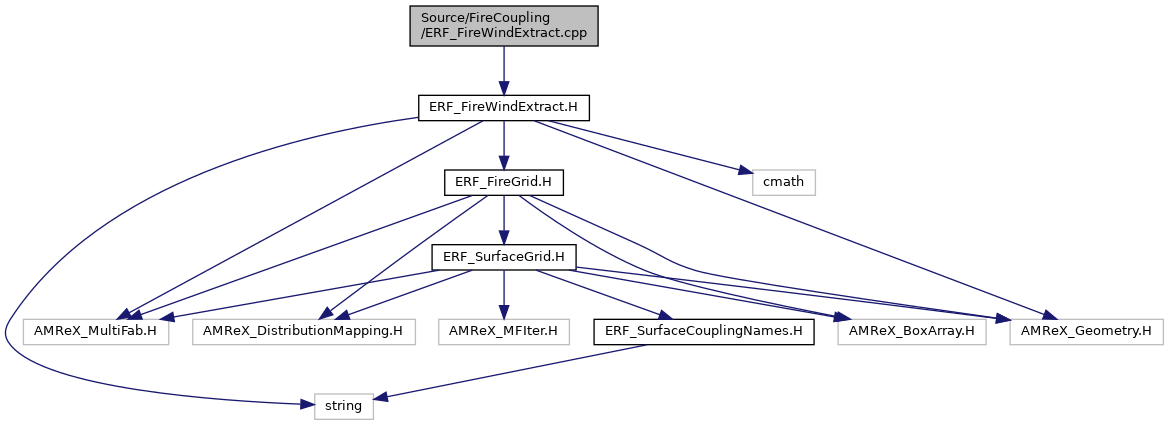 Source/FireCoupling
/ERF_FireWindExtract.cpp
ERF_FireWindExtract.H
ERF_FireGrid.H
cmath
ERF_SurfaceGrid.H
AMReX_MultiFab.H
AMReX_DistributionMapping.H
AMReX_MFIter.H
ERF_SurfaceCouplingNames.H
AMReX_BoxArray.H
AMReX_Geometry.H
string